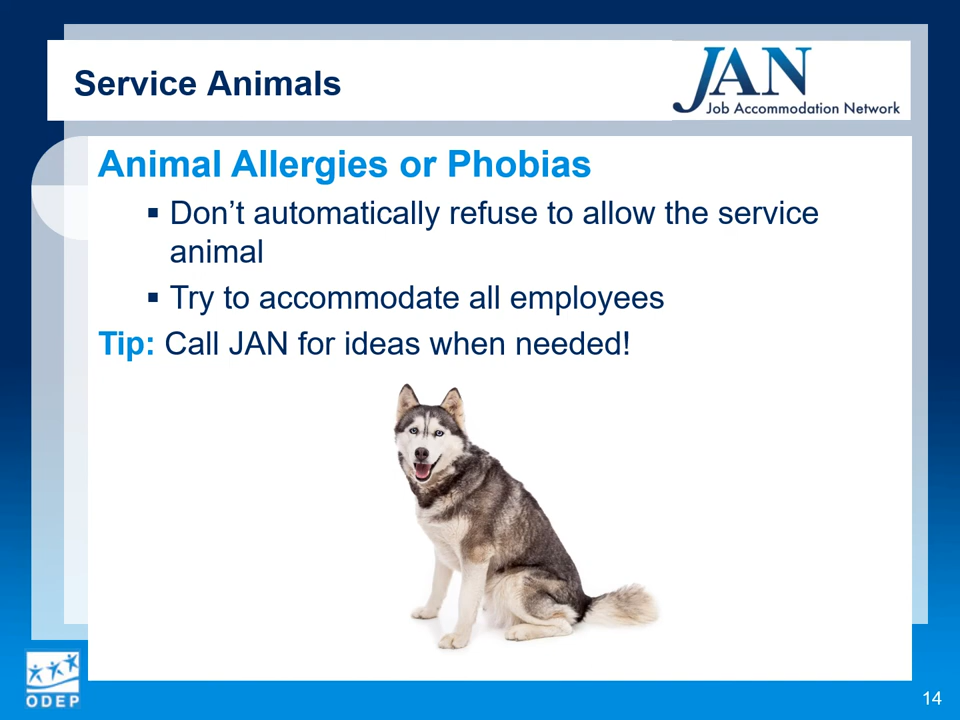 Service Animals
JAN
Job Accommodation Network
Animal Allergies or Phobias
▪ Don’t automatically refuse to allow the service
animal
▪ Try to accommodate all employees
Tip: Call JAN for ideas when needed!
ODEP
14